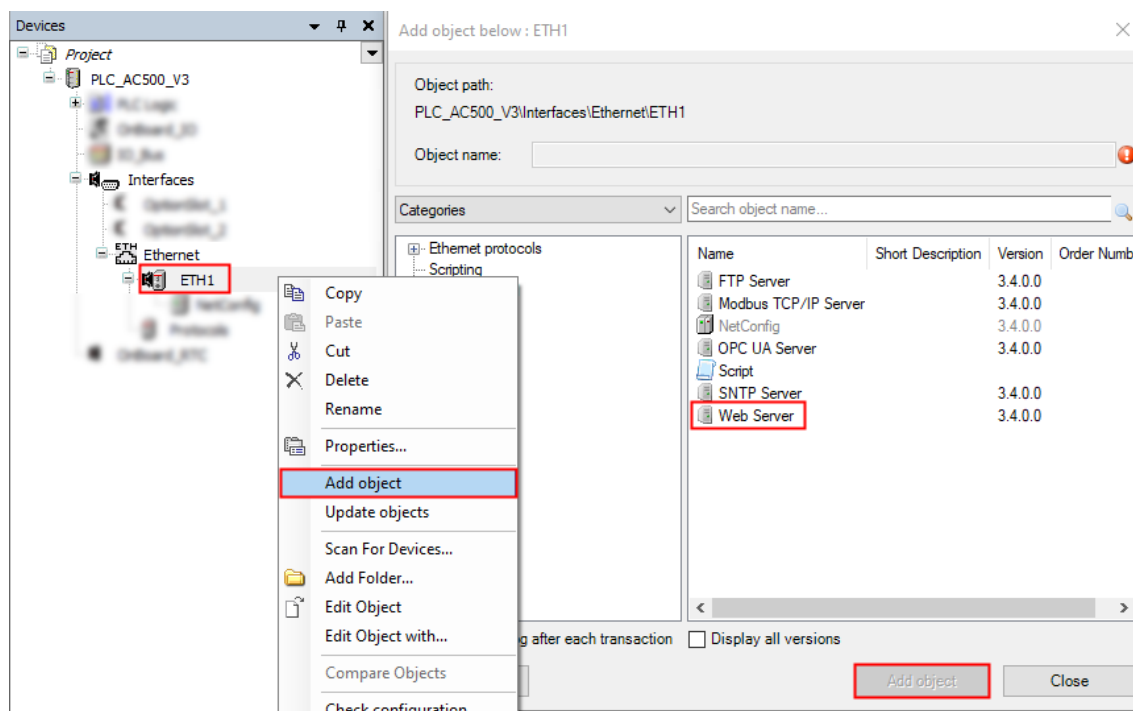 Devices
Project
PLC_AC500_V3
Interfaces
Ethernet
ETH1
Copy
Paste
Cut
Delete
Rename
Properties...
Add object
Update objects
Scan For Devices...
Add Folder...
Edit Object
Edit Object with...
Compare Objects
Check configuration
Add object below : ETH1
Object path:
PLC_AC500_V3\Interfaces\Ethernet\ETH1
Object name:
Categories
Search object name...
Ethernet protocols
Scripting
Name Short Description Version Order Numb
FTP Server 3.4.0.0
Modbus TCP/IP Server 3.4.0.0
NetConfig 3.4.0.0
OPC UA Server 3.4.0.0
Script
SNTP Server 3.4.0.0
Web Server 3.4.0.0
g after each transaction Display all versions
Add object Close